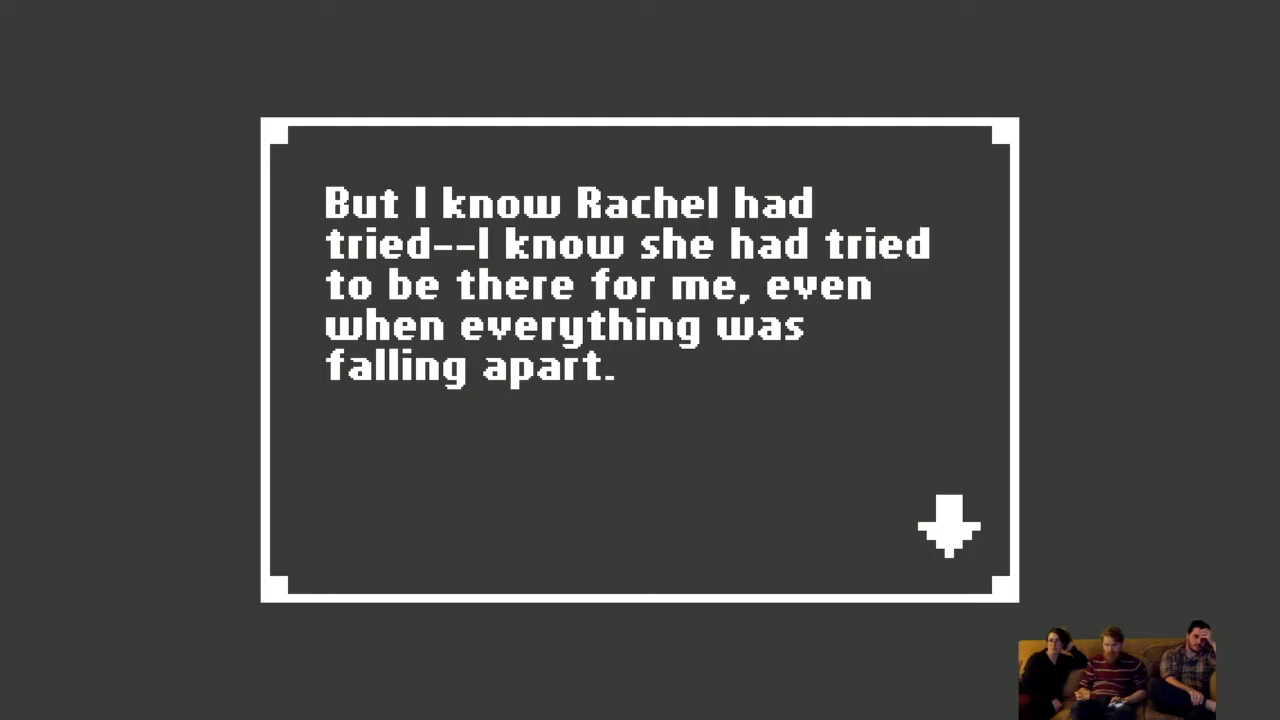 But I know Rachel had
tried--I know she had tried
to be there for me, even
when everything was
falling apart.